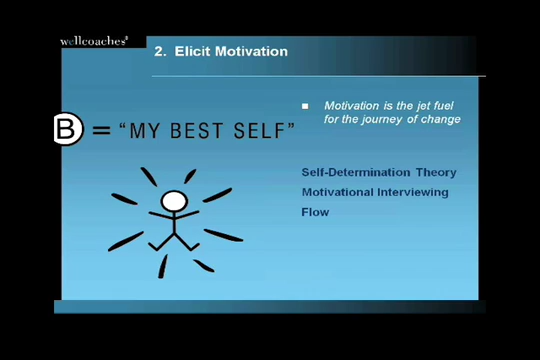 wellcoaches
2. Elicit Motivation
Motivation is the jet fuel
for the journey of change
B = “MY BEST SELF”
Self-Determination Theory
Motivational Interviewing
Flow